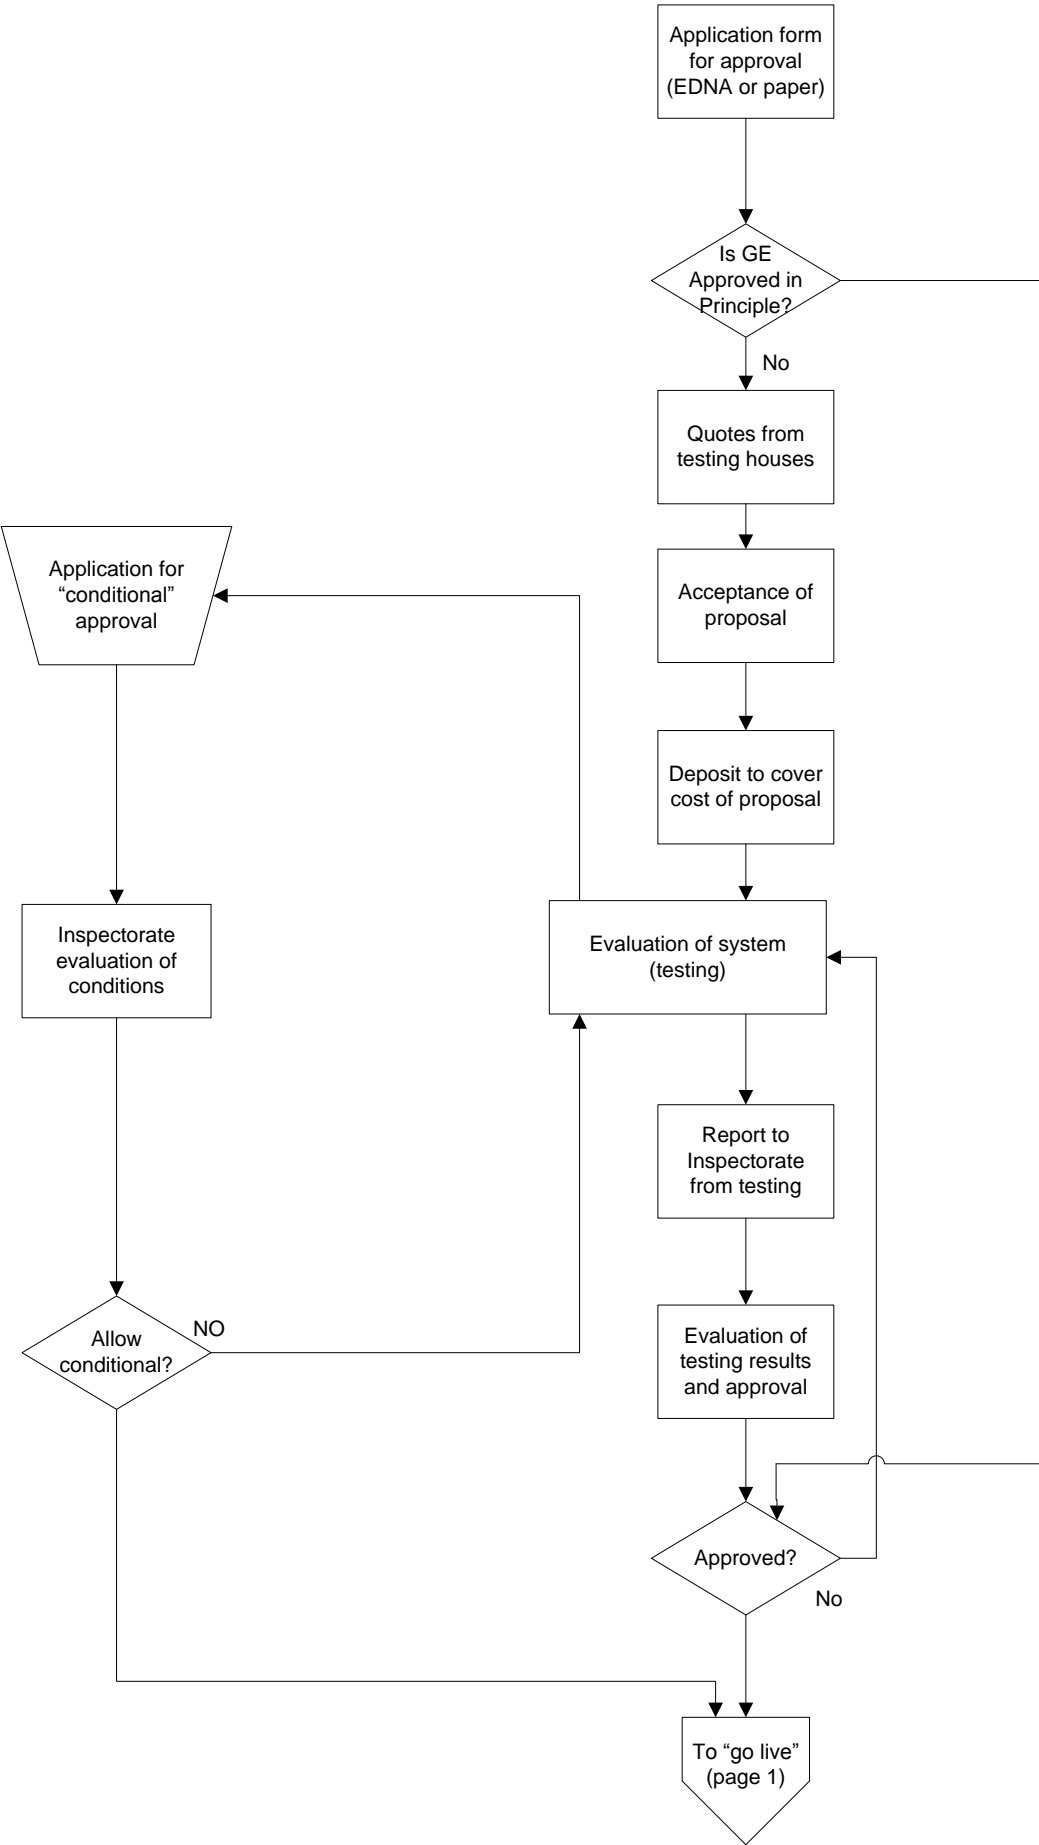 Application form
for approval
(EDNA or paper)
Is GE
Approved in
Principle?
No
Quotes from
testing houses
Application for
“conditional”
approval
Acceptance of
proposal
Deposit to cover
cost of proposal
Inspectorate
evaluation of
conditions
Evaluation of system
(testing)
Report to
Inspectorate
from testing
Allow
conditional?
NO
Evaluation of
testing results
and approval
Approved?
No
To “go live”
(page 1)